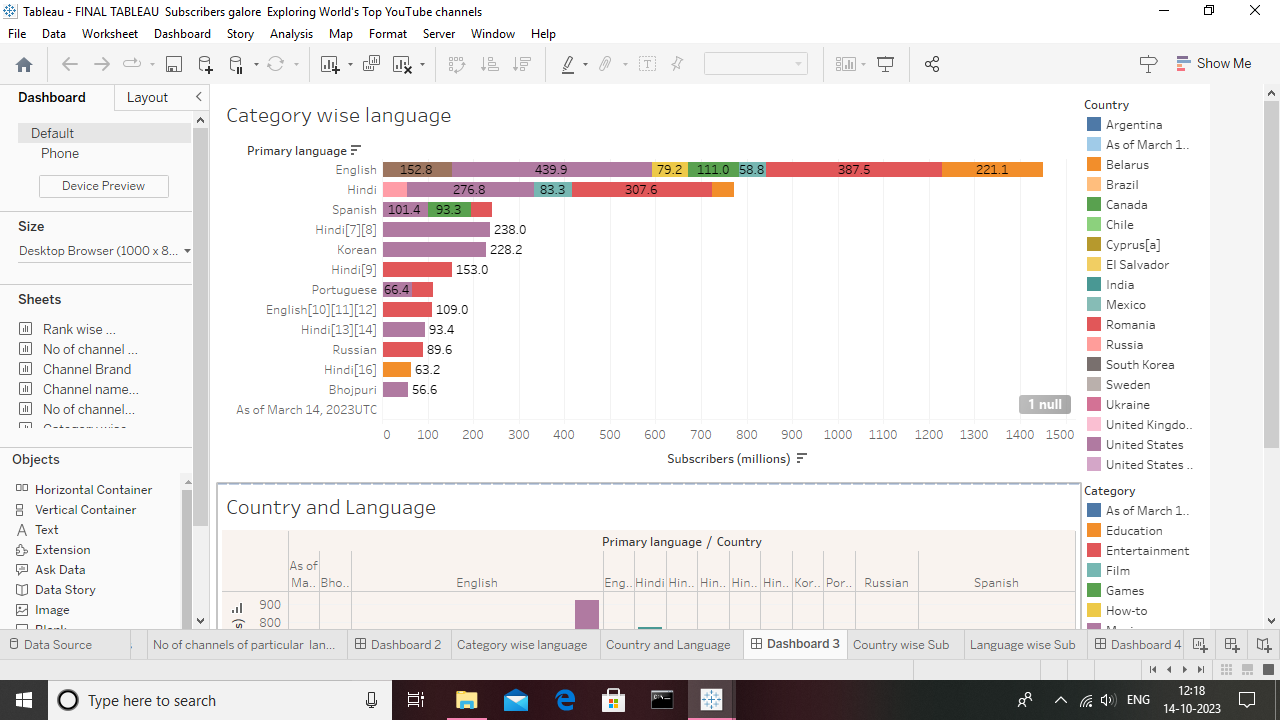 Tableau - FINAL TABLEAU Subscribers galore Exploring World's Top YouTube channels
File Data Worksheet Dashboard Story Analysis Map Format Server Window Help
Show Me
Dashboard Layout
Default
Phone
Device Preview
Size
Desktop Browser (1000 x 8...
Sheets
Rank wise ...
No of channel ...
Channel Brand
Channel name...
No of channel...
Objects
Horizontal Container
Vertical Container
Text
Extension
Ask Data
Data Story
Image
Category wise language
Primary language
English 152.8 439.9 79.2 111.0 58.8 387.5 221.1
Hindi 276.8 83.3 307.6
Spanish 101.4 93.3
Hindi[7][8] 238.0
Korean 228.2
Hindi[9] 153.0
Portuguese 66.4
English[10][11][12] 109.0
Hindi[13][14] 93.4
Russian 89.6
Hindi[16] 63.2
Bhojpuri 56.6
As of March 14, 2023UTC
1 null
0 100 200 300 400 500 600 700 800 900 1000 1100 1200 1300 1400 1500
Subscribers (millions)
Country and Language
Primary language / Country
As of Ma.. Bho.. English Eng.. Hindi Hin.. Hin.. Hin.. Hin.. Kor.. Por.. Russian Spanish
900
800
Country
Argentina
As of March 1..
Belarus
Brazil
Canada
Chile
Cyprus[a]
El Salvador
India
Mexico
Romania
Russia
South Korea
Sweden
Ukraine
United Kingdo..
United States
United States ..
Category
As of March 1..
Education
Entertainment
Film
Games
How-to
Data Source No of channels of particular lan... Dashboard 2 Category wise language Country and Language Dashboard 3 Country wise Sub Language wise Sub Dashboard 4
Type here to search
ENG
12:18
14-10-2023